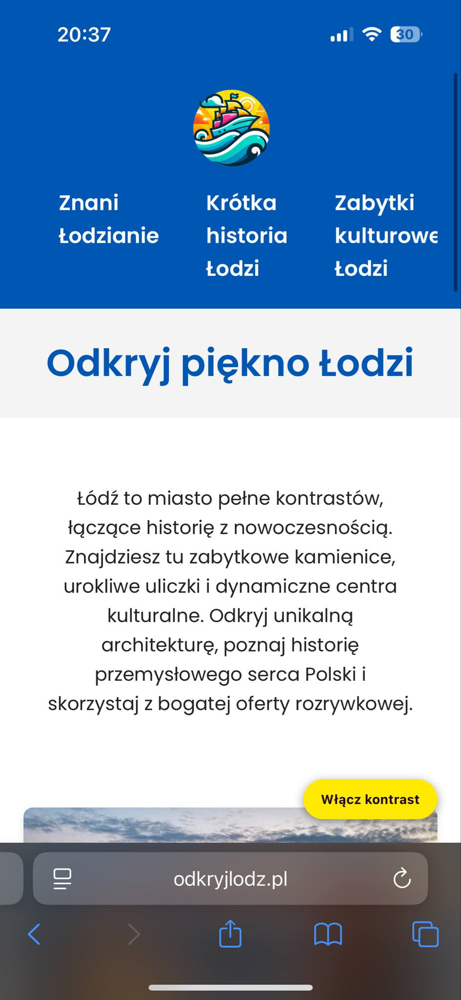 20:37
30
Znani
Łodzianie
Krótka
historia
Łodzi
Zabytki
kulturowe
Łodzi
Odkryj piękno Łodzi
Łódź to miasto pełne kontrastów,
łączące historię z nowoczesnością.
Znajdziesz tu zabytkowe kamienice,
urokliwe uliczki i dynamiczne centra
kulturalne. Odkryj unikalną
architekturę, poznaj historię
przemysłowego serca Polski i
skorzystaj z bogatej oferty rozrywkowej.
Włącz kontrast
odkryjlodz.pl